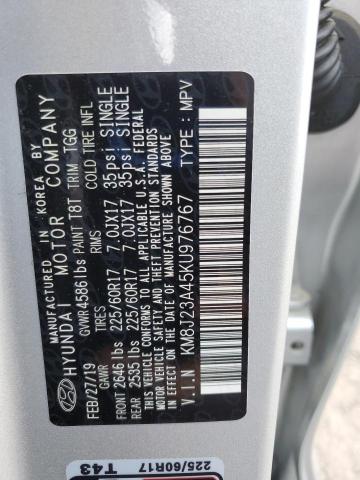 MANUFACTURED IN KOREA BY
HYUNDAI MOTOR COMPANY
GVWR 4586 lbs PAINT T8T TRIM TGG
FEB/27/19
GAWR TIRES RIMS COLD TIRE INFL
FRONT 2646 lbs 225/60R17 7.0JX17 35psi SINGLE
REAR 2535 lbs 225/60R17 7.0JX17 35psi SINGLE
THIS VEHICLE CONFORMS TO ALL APPLICABLE U.S.A. FEDERAL
MOTOR VEHICLE SAFETY AND THEFT PREVENTION STANDARDS
IN EFFECT ON THE DATE OF MANUFACTURE SHOWN ABOVE
V.I.N KM8J23A45KU976767 TYPE : MPV
225/60R17
T43